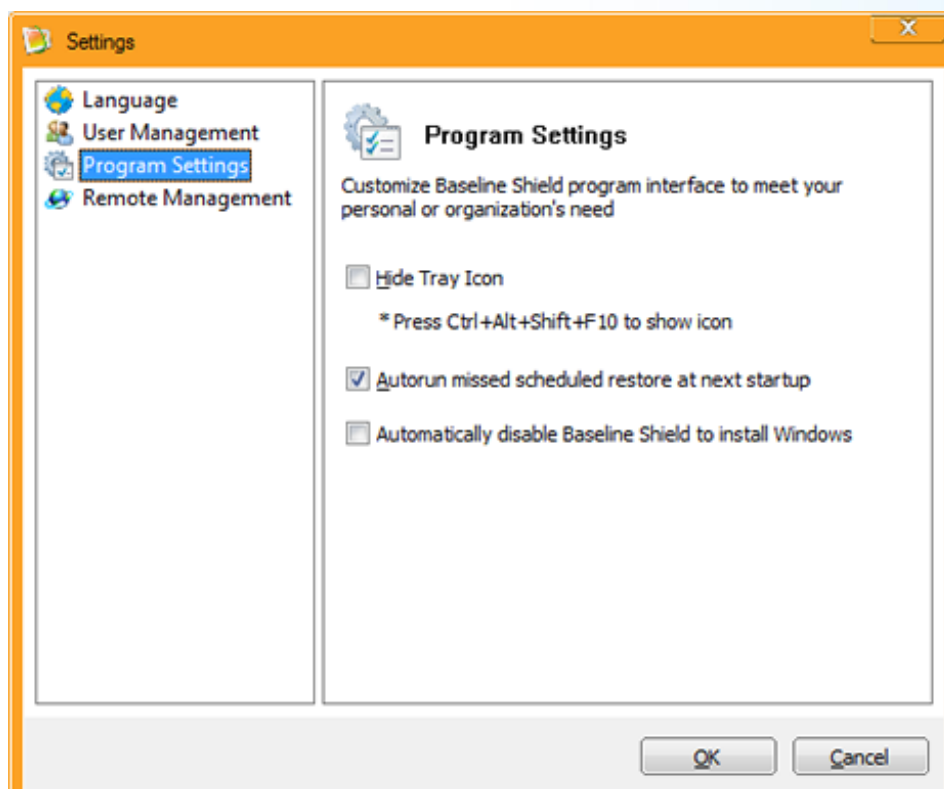 Settings
Language
User Management
Program Settings
Remote Management
Program Settings
Customize Baseline Shield program interface to meet your
personal or organization's need
Hide Tray Icon
* Press Ctrl+Alt+Shift+F10 to show icon
Autorun missed scheduled restore at next startup
Automatically disable Baseline Shield to install Windows
OK
Cancel